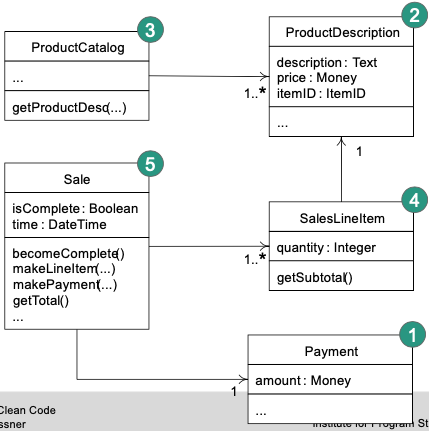 3
ProductCatalog
...
getProductDesc(...)
2
ProductDescription
description : Text
price : Money
itemID : ItemID
...
1..*
1
5
Sale
isComplete : Boolean
time : DateTime
becomeComplete()
makeLineItem(...)
makePayment(...)
getTotal()
...
4
SalesLineItem
quantity : Integer
getSubtotal()
1..*
1
Payment
amount : Money
...
1
Clean Code
ssner
Institute for Program St